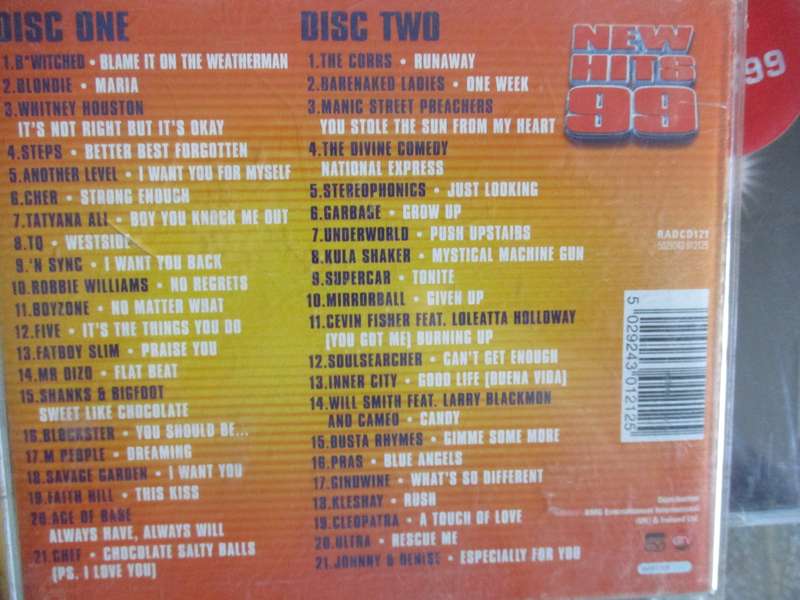 DISC ONE
1.B*WITCHED • BLAME IT ON THE WEATHERMAN
2.BLONDIE • MARIA
3.WHITNEY HOUSTON
IT'S NOT RIGHT BUT IT'S OKAY
4.STEPS • BETTER BEST FORGOTTEN
5.ANOTHER LEVEL • I WANT YOU FOR MYSELF
6.CHER • STRONG ENOUGH
7.TATYANA ALL • BOY YOU KNOCK ME OUT
8.TQ • WESTSIDE
9.'N SYNC • I WANT YOU BACK
10.ROBBIE WILLIAMS • NO REGRETS
11.BOYZONE • NO MATTER WHAT
12.FIVE • IT'S THE THINGS YOU DO
13.FATBOY SLIM • PRAISE YOU
14.MR OIZO • FLAT BEAT
15.SHANKS & BIGFOOT
SWEET LIKE CHOCOLATE
16.BLOCKSTER • YOU SHOULD BE...
17.M PEOPLE • DREAMING
18.SAVAGE GARDEN • I WANT YOU
19.FAITH HILL • THIS KISS
20.ACE OF BASE
ALWAYS HAVE, ALWAYS WILL
21.CHEF • CHOCOLATE SALTY BALLS
(PS. I LOVE YOU)
DISC TWO
1.THE CORRS • RUNAWAY
2.BARENAKED LADIES • ONE WEEK
3.MANIC STREET PREACHERS
YOU STOLE THE SUN FROM MY HEART
4.THE DIVINE COMEDY
NATIONAL EXPRESS
5.STEREOPHONICS • JUST LOOKING
6.GARBAGE • GROW UP
7.UNDERWORLD • PUSH UPSTAIRS
8.KULA SHAKER • MYSTICAL MACHINE GUN
9.SUPERCAR • TONITE
10.MIRRORBALL • GIVEN UP
11.CEVIN FISHER FEAT. LOLEATTA HOLLOWAY
(YOU GOT ME) BURNING UP
12.SOULSEARCHER • CAN'T GET ENOUGH
13.INNER CITY • GOOD LIFE (BUENA VIDA)
14.WILL SMITH FEAT. LARRY BLACKMON
AND CAMEO • CANDY
15.BUSTA RHYMES • GIMME SOME MORE
16.PRAS • BLUE ANGELS
17.GINUWINE • WHAT'S SO DIFFERENT
18.KLESHAY • RUSH
19.CLEOPATRA • A TOUCH OF LOVE
20.ULTRA • RESCUE ME
21.JOHNNY & DENISE • ESPECIALLY FOR YOU
NEW
HITS
99
99
RADCD121
5029243 012125
5 029243 012125
BMG Entertainment International
(UK) & Ireland Ltd